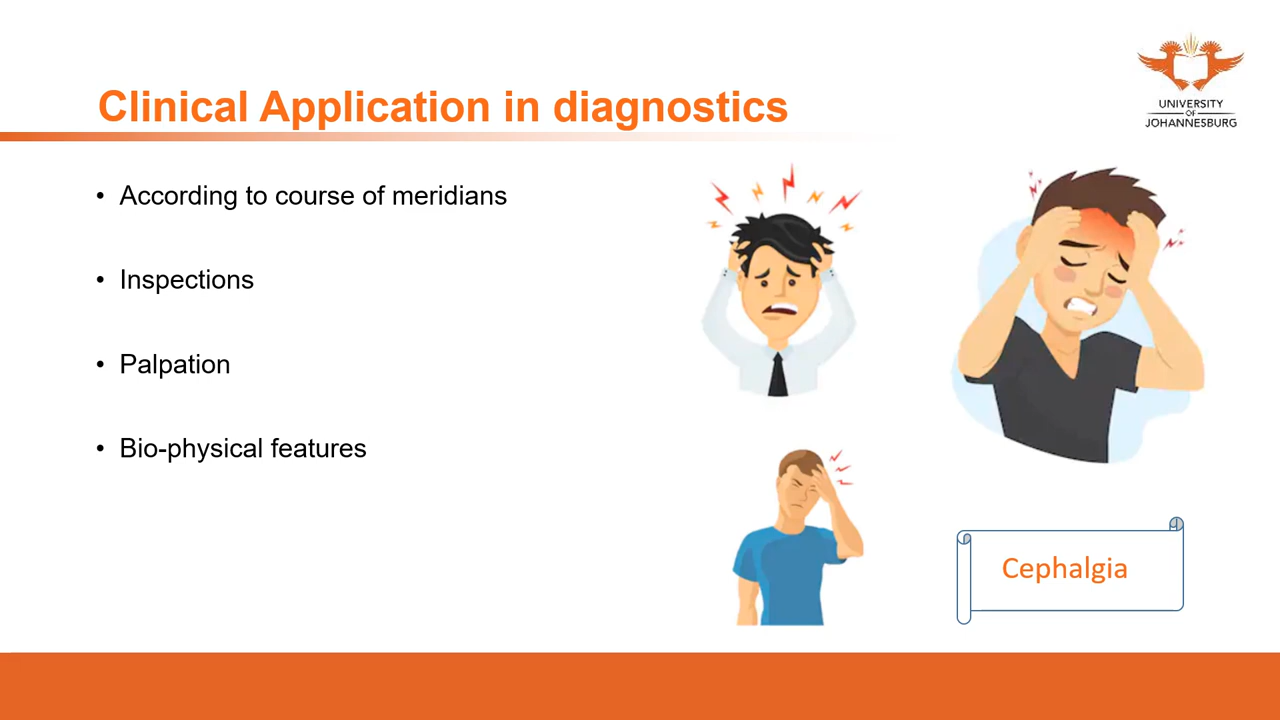 Clinical Application in diagnostics
UNIVERSITY
OF
JOHANNESBURG
• According to course of meridians
• Inspections
• Palpation
• Bio-physical features
Cephalgia